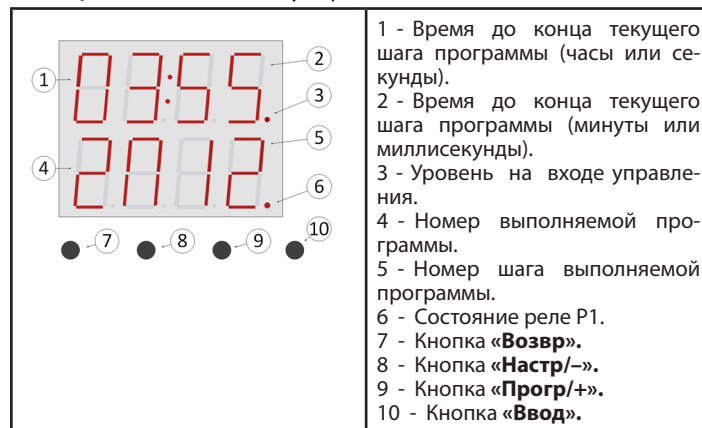 1
2
3
4
5
6
03:45.
2П12.
7
8
9
10
1 - Время до конца текущего
шага программы (часы или се-
кунды).
2 - Время до конца текущего
шага программы (минуты или
миллисекунды).
3 - Уровень на входе управле-
ния.
4 - Номер выполняемой про-
граммы.
5 - Номер шага выполняемой
программы.
6 - Состояние реле Р1.
7 - Кнопка «Возвр».
8 - Кнопка «Настр/–».
9 - Кнопка «Прогр/+».
10 - Кнопка «Ввод».